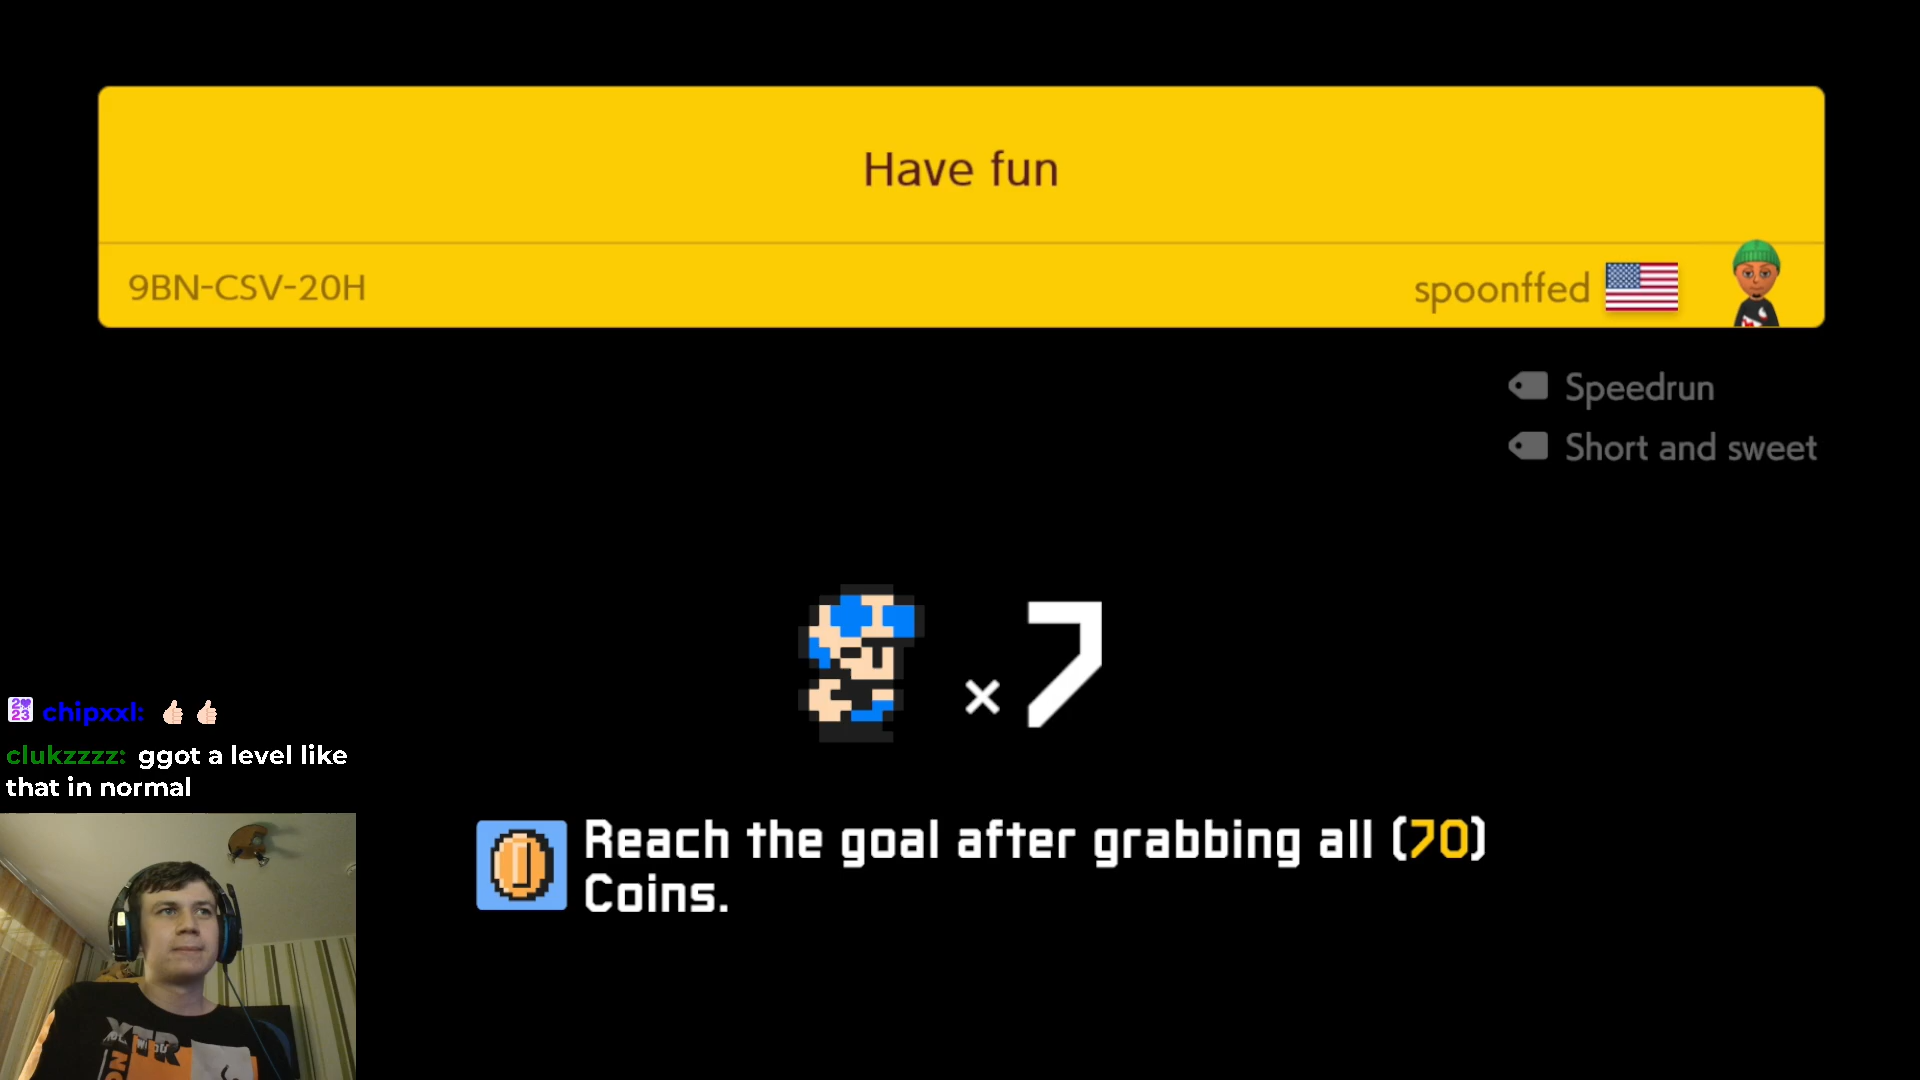 Have fun
9BN-CSV-20H
spoonffed
Speedrun
Short and sweet
×7
Reach the goal after grabbing all (70)
Coins.
chipxxl:
clukzzzz: ggot a level like
that in normal
XTR